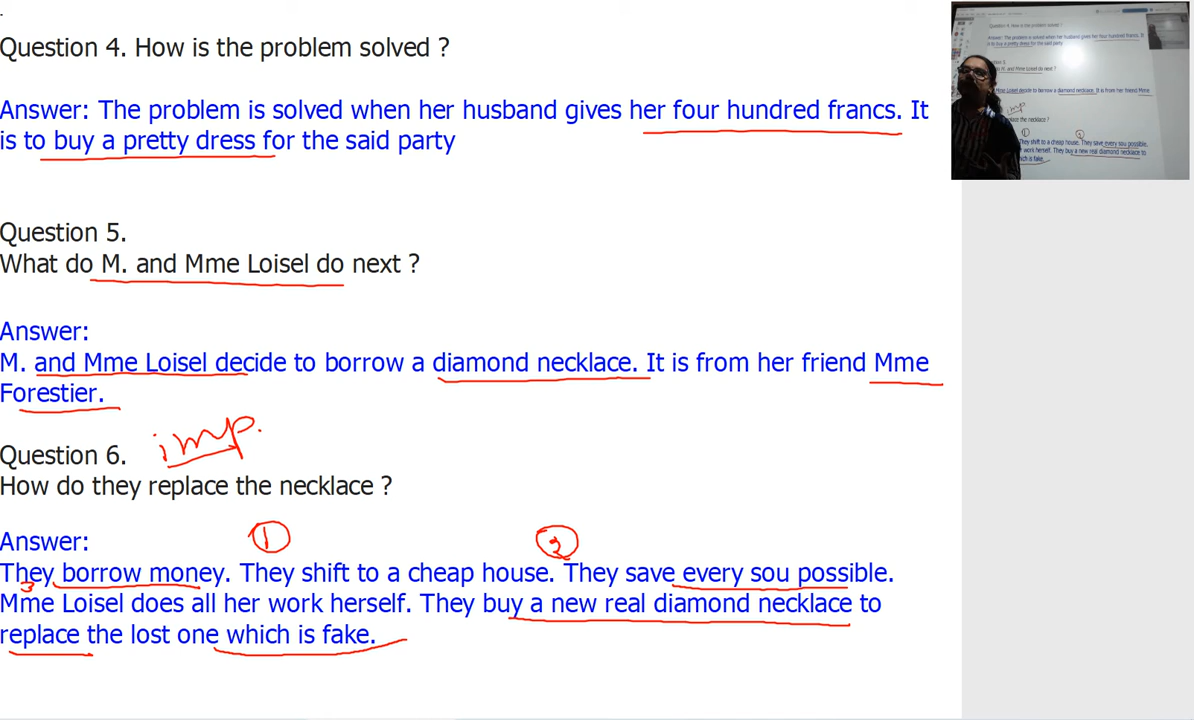 Question 4. How is the problem solved ?
Answer: The problem is solved when her husband gives her four hundred francs. It
is to buy a pretty dress for the said party
Question 5.
What do M. and Mme Loisel do next ?
Answer:
M. and Mme Loisel decide to borrow a diamond necklace. It is from her friend Mme
Forestier.
imp.
Question 6.
How do they replace the necklace ?
1 2
Answer:
They borrow money. They shift to a cheap house. They save every sou possible.
3
Mme Loisel does all her work herself. They buy a new real diamond necklace to
replace the lost one which is fake.